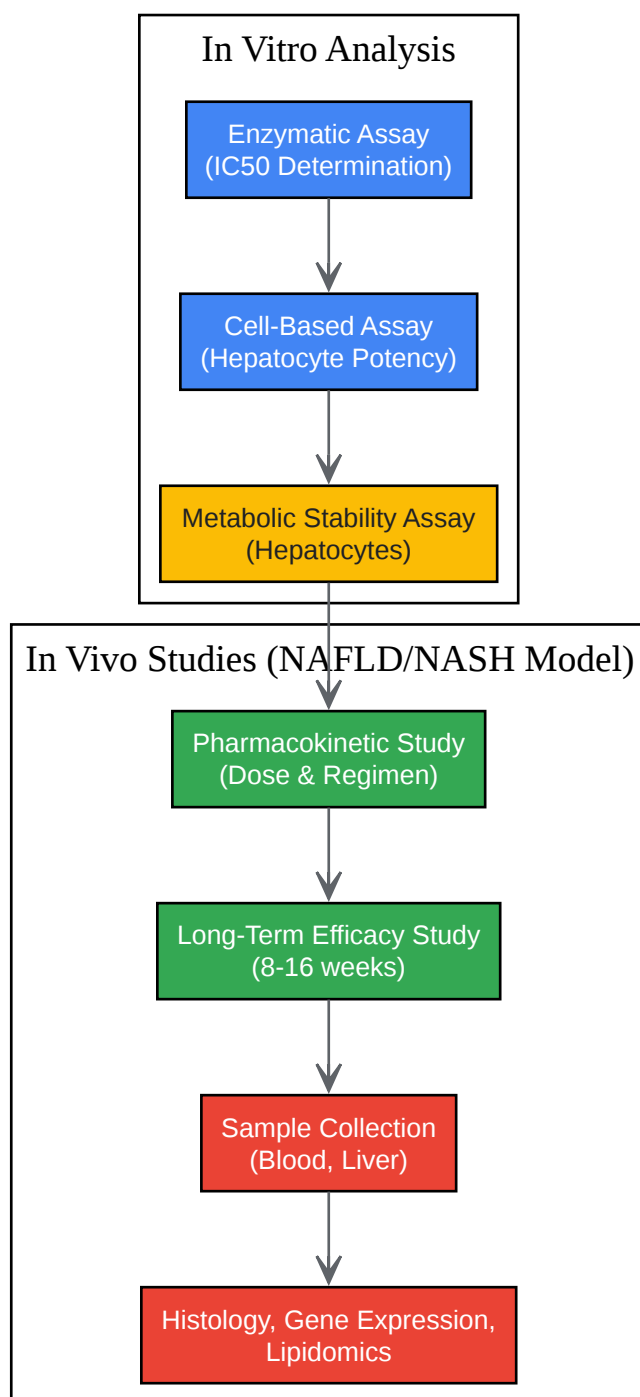 In Vitro Analysis
Enzymatic Assay
(IC50 Determination)
Cell-Based Assay
(Hepatocyte Potency)
Metabolic Stability Assay
(Hepatocytes)
In Vivo Studies (NAFLD/NASH Model)
Pharmacokinetic Study
(Dose & Regimen)
Long-Term Efficacy Study
(8-16 weeks)
Sample Collection
(Blood, Liver)
Histology, Gene Expression,
Lipidomics